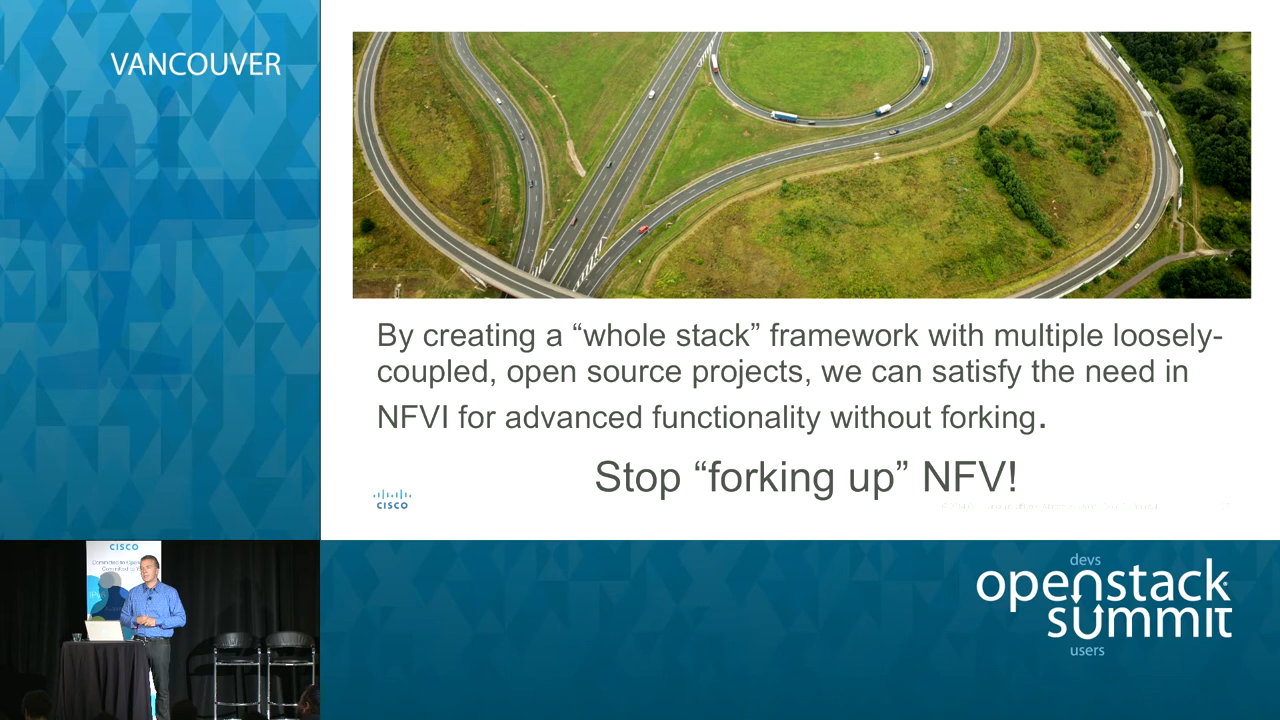 VANCOUVER
By creating a “whole stack” framework with multiple loosely-
coupled, open source projects, we can satisfy the need in
NFVI for advanced functionality without forking.
Stop “forking up” NFV!
CISCO
CISCO
devs
openstack
summit
users